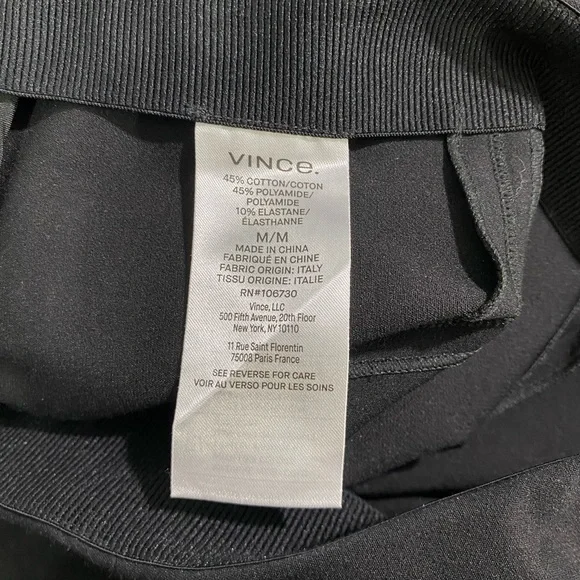 VINCE.
45% COTTON/COTON
45% POLYAMIDE/
POLYAMIDE
10% ELASTANE/
ÉLASTHANNE
M/M
MADE IN CHINA
FABRIQUÉ EN CHINE
FABRIC ORIGIN: ITALY
TISSU ORIGINE: ITALIE
RN#106730
Vince, LLC
500 Fifth Avenue, 20th Floor
New York, NY 10110
11 Rue Saint Florentin
75008 Paris France
SEE REVERSE FOR CARE
VOIR AU VERSO POUR LES SOINS